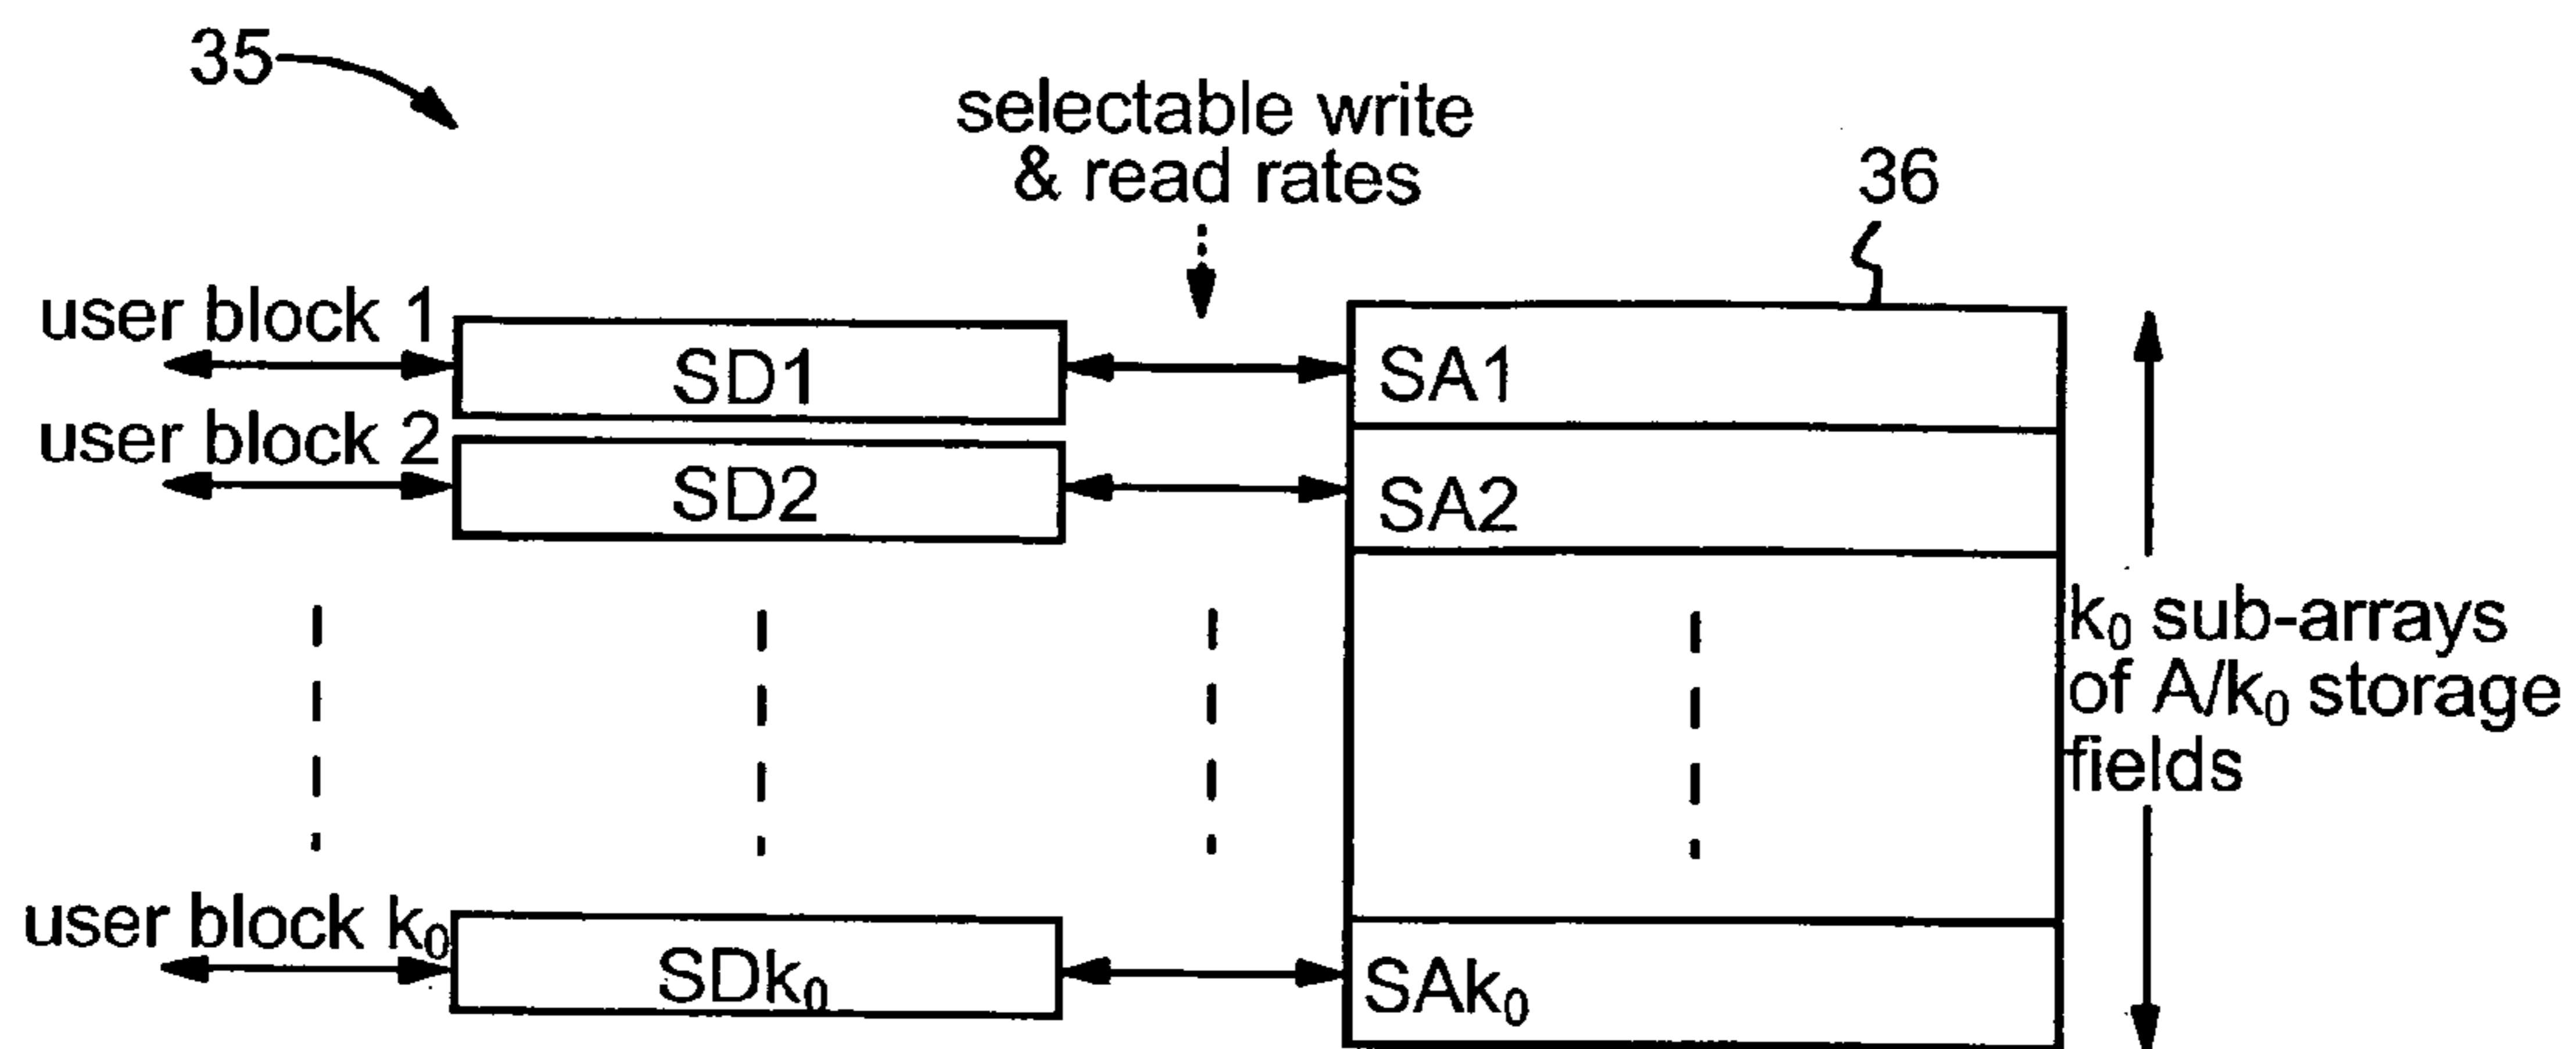 35
selectable write
& read rates
36
user block 1
SD1
SA1
user block 2
SD2
SA2
k₀ sub-arrays
of A/k₀ storage
fields
user block k₀
SDk₀
SAk₀